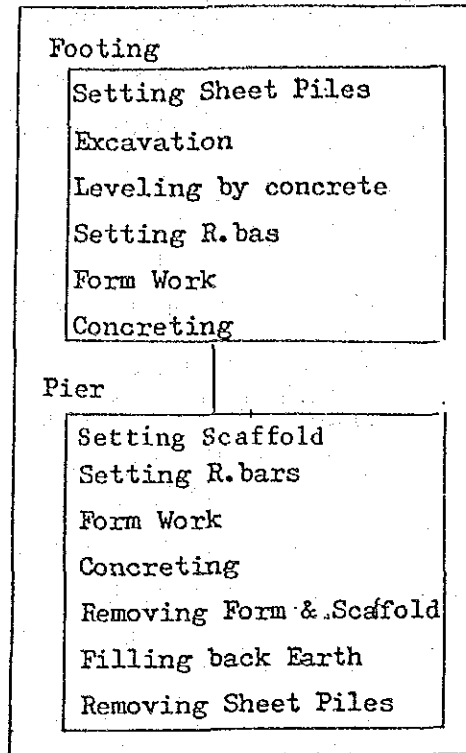 Footing
Setting Sheet Piles
Excavation
Leveling by concrete
Setting R.bas
Form Work
Concreting
Pier
Setting Scaffold
Setting R.bars
Form Work
Concreting
Removing Form & Scaffold
Filling back Earth
Removing Sheet Piles